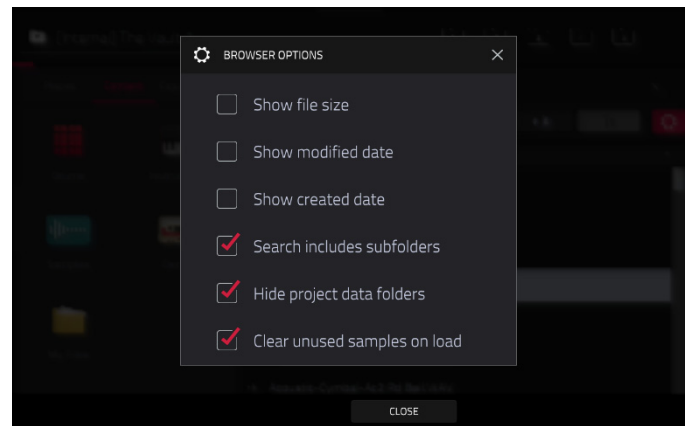 BROWSER OPTIONS
Show file size
Show modified date
Show created date
Search includes subfolders
Hide project data folders
Clear unused samples on load
CLOSE